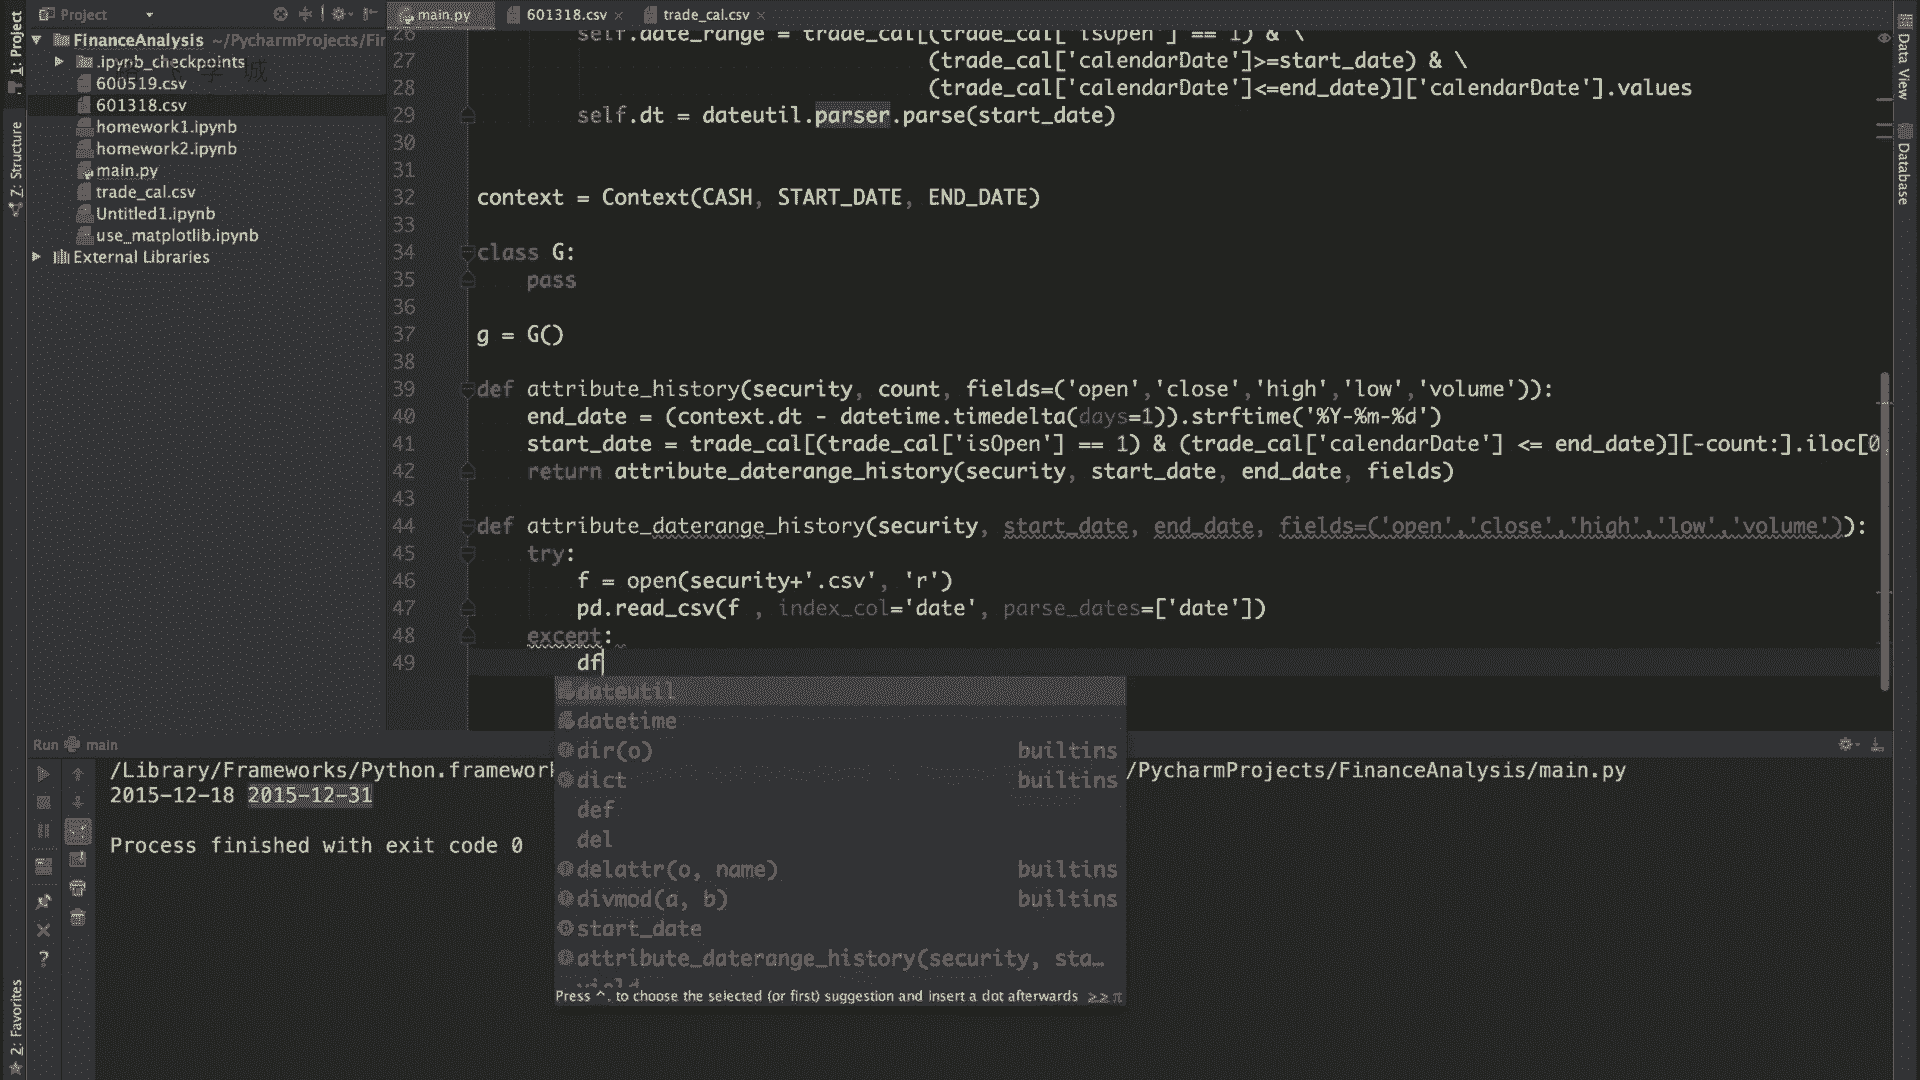 Project
main.py
601318.csv
trade_cal.csv
1: Project
FinanceAnalysis ~/PycharmProjects/Fir
.ipynb_checkpoints
600519.csv
601318.csv
homework1.ipynb
homework2.ipynb
main.py
trade_cal.csv
Untitled1.ipynb
use_matplotlib.ipynb
External Libraries
Z: Structure
2: Favorites
Data View
Database
26 self.date_range = trade_cal[(trade_cal['isOpen'] == 1) & \
27 (trade_cal['calendarDate']>=start_date) & \
28 (trade_cal['calendarDate']<=end_date)]['calendarDate'].values
29 self.dt = dateutil.parser.parse(start_date)
30
31
32 context = Context(CASH, START_DATE, END_DATE)
33
34 class G:
35 pass
36
37 g = G()
38
39 def attribute_history(security, count, fields=('open','close','high','low','volume')):
40 end_date = (context.dt - datetime.timedelta(days=1)).strftime('%Y-%m-%d')
41 start_date = trade_cal[(trade_cal['isOpen'] == 1) & (trade_cal['calendarDate'] <= end_date)][-count:].iloc[0,
42 return attribute_daterange_history(security, start_date, end_date, fields)
43
44 def attribute_daterange_history(security, start_date, end_date, fields=('open','close','high','low','volume')):
45 try:
46 f = open(security+'.csv', 'r')
47 pd.read_csv(f , index_col='date', parse_dates=['date'])
48 except:
49 df
dateutil
datetime
dir(o) builtins
dict builtins
def
del
delattr(o, name) builtins
divmod(a, b) builtins
start_date
attribute_daterange_history(security, sta…
yield
Press ^. to choose the selected (or first) suggestion and insert a dot afterwards >> π
Run main
/Library/Frameworks/Python.framework
/PycharmProjects/FinanceAnalysis/main.py
2015-12-18 2015-12-31
Process finished with exit code 0